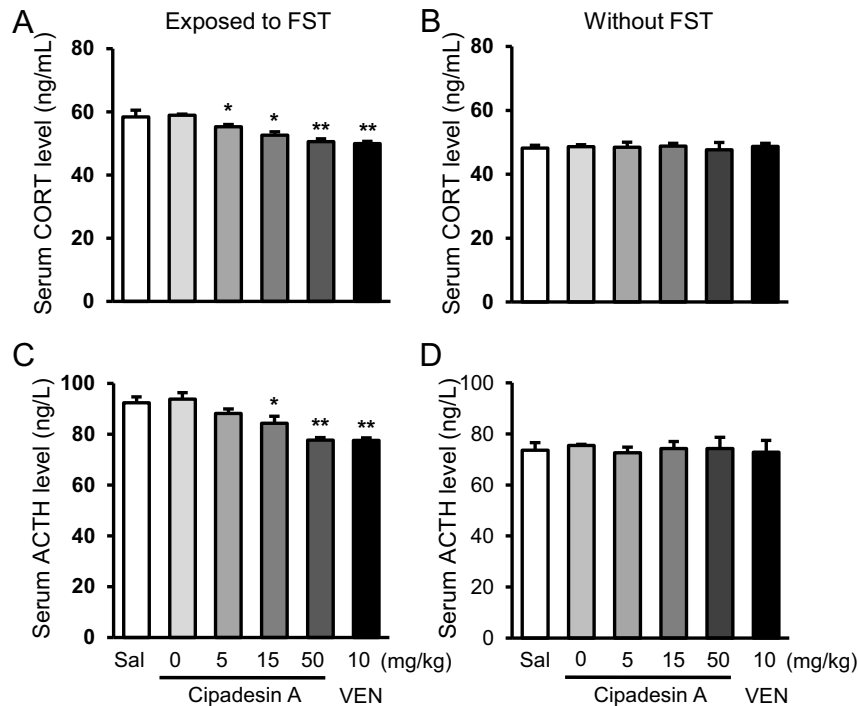 A
Exposed to FST
B
Without FST
Serum CORT level (ng/mL)
80
60
40
20
0
*
*
**
**
Serum CORT level (ng/mL)
80
60
40
20
0
C
D
Serum ACTH level (ng/L)
100
80
60
40
20
0
*
**
**
Sal 0 5 15 50 10 (mg/kg)
Cipadesin A VEN
Serum ACTH level (ng/L)
100
80
60
40
20
0
Sal 0 5 15 50 10 (mg/kg)
Cipadesin A VEN